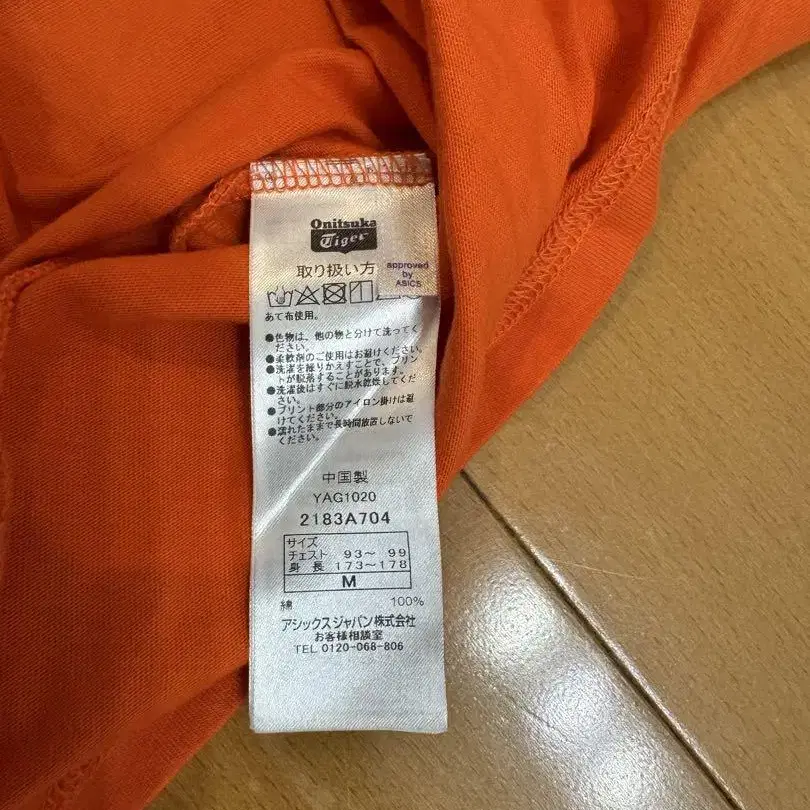 Onitsuka
Tiger
取り扱い方
approved
by
ASICS
あて布使用。
●色物は、他の物と分けて洗ってく
ださい。
●柔軟剤のご使用はお避けください。
●洗濯を繰りかえすことで、プリン
トが脱落することがあります。
●洗濯後はすぐに脱水乾燥してくだ
さい。
●プリント部分のアイロン掛けは避
けてください。
●濡れたままで長時間放置しないで
ください。
中国製
YAG1020
2183A704
サイズ
チェスト 93～ 99
身長 173～178
M
綿 100%
アシックスジャパン株式会社
お客様相談室
TEL 0120-068-806